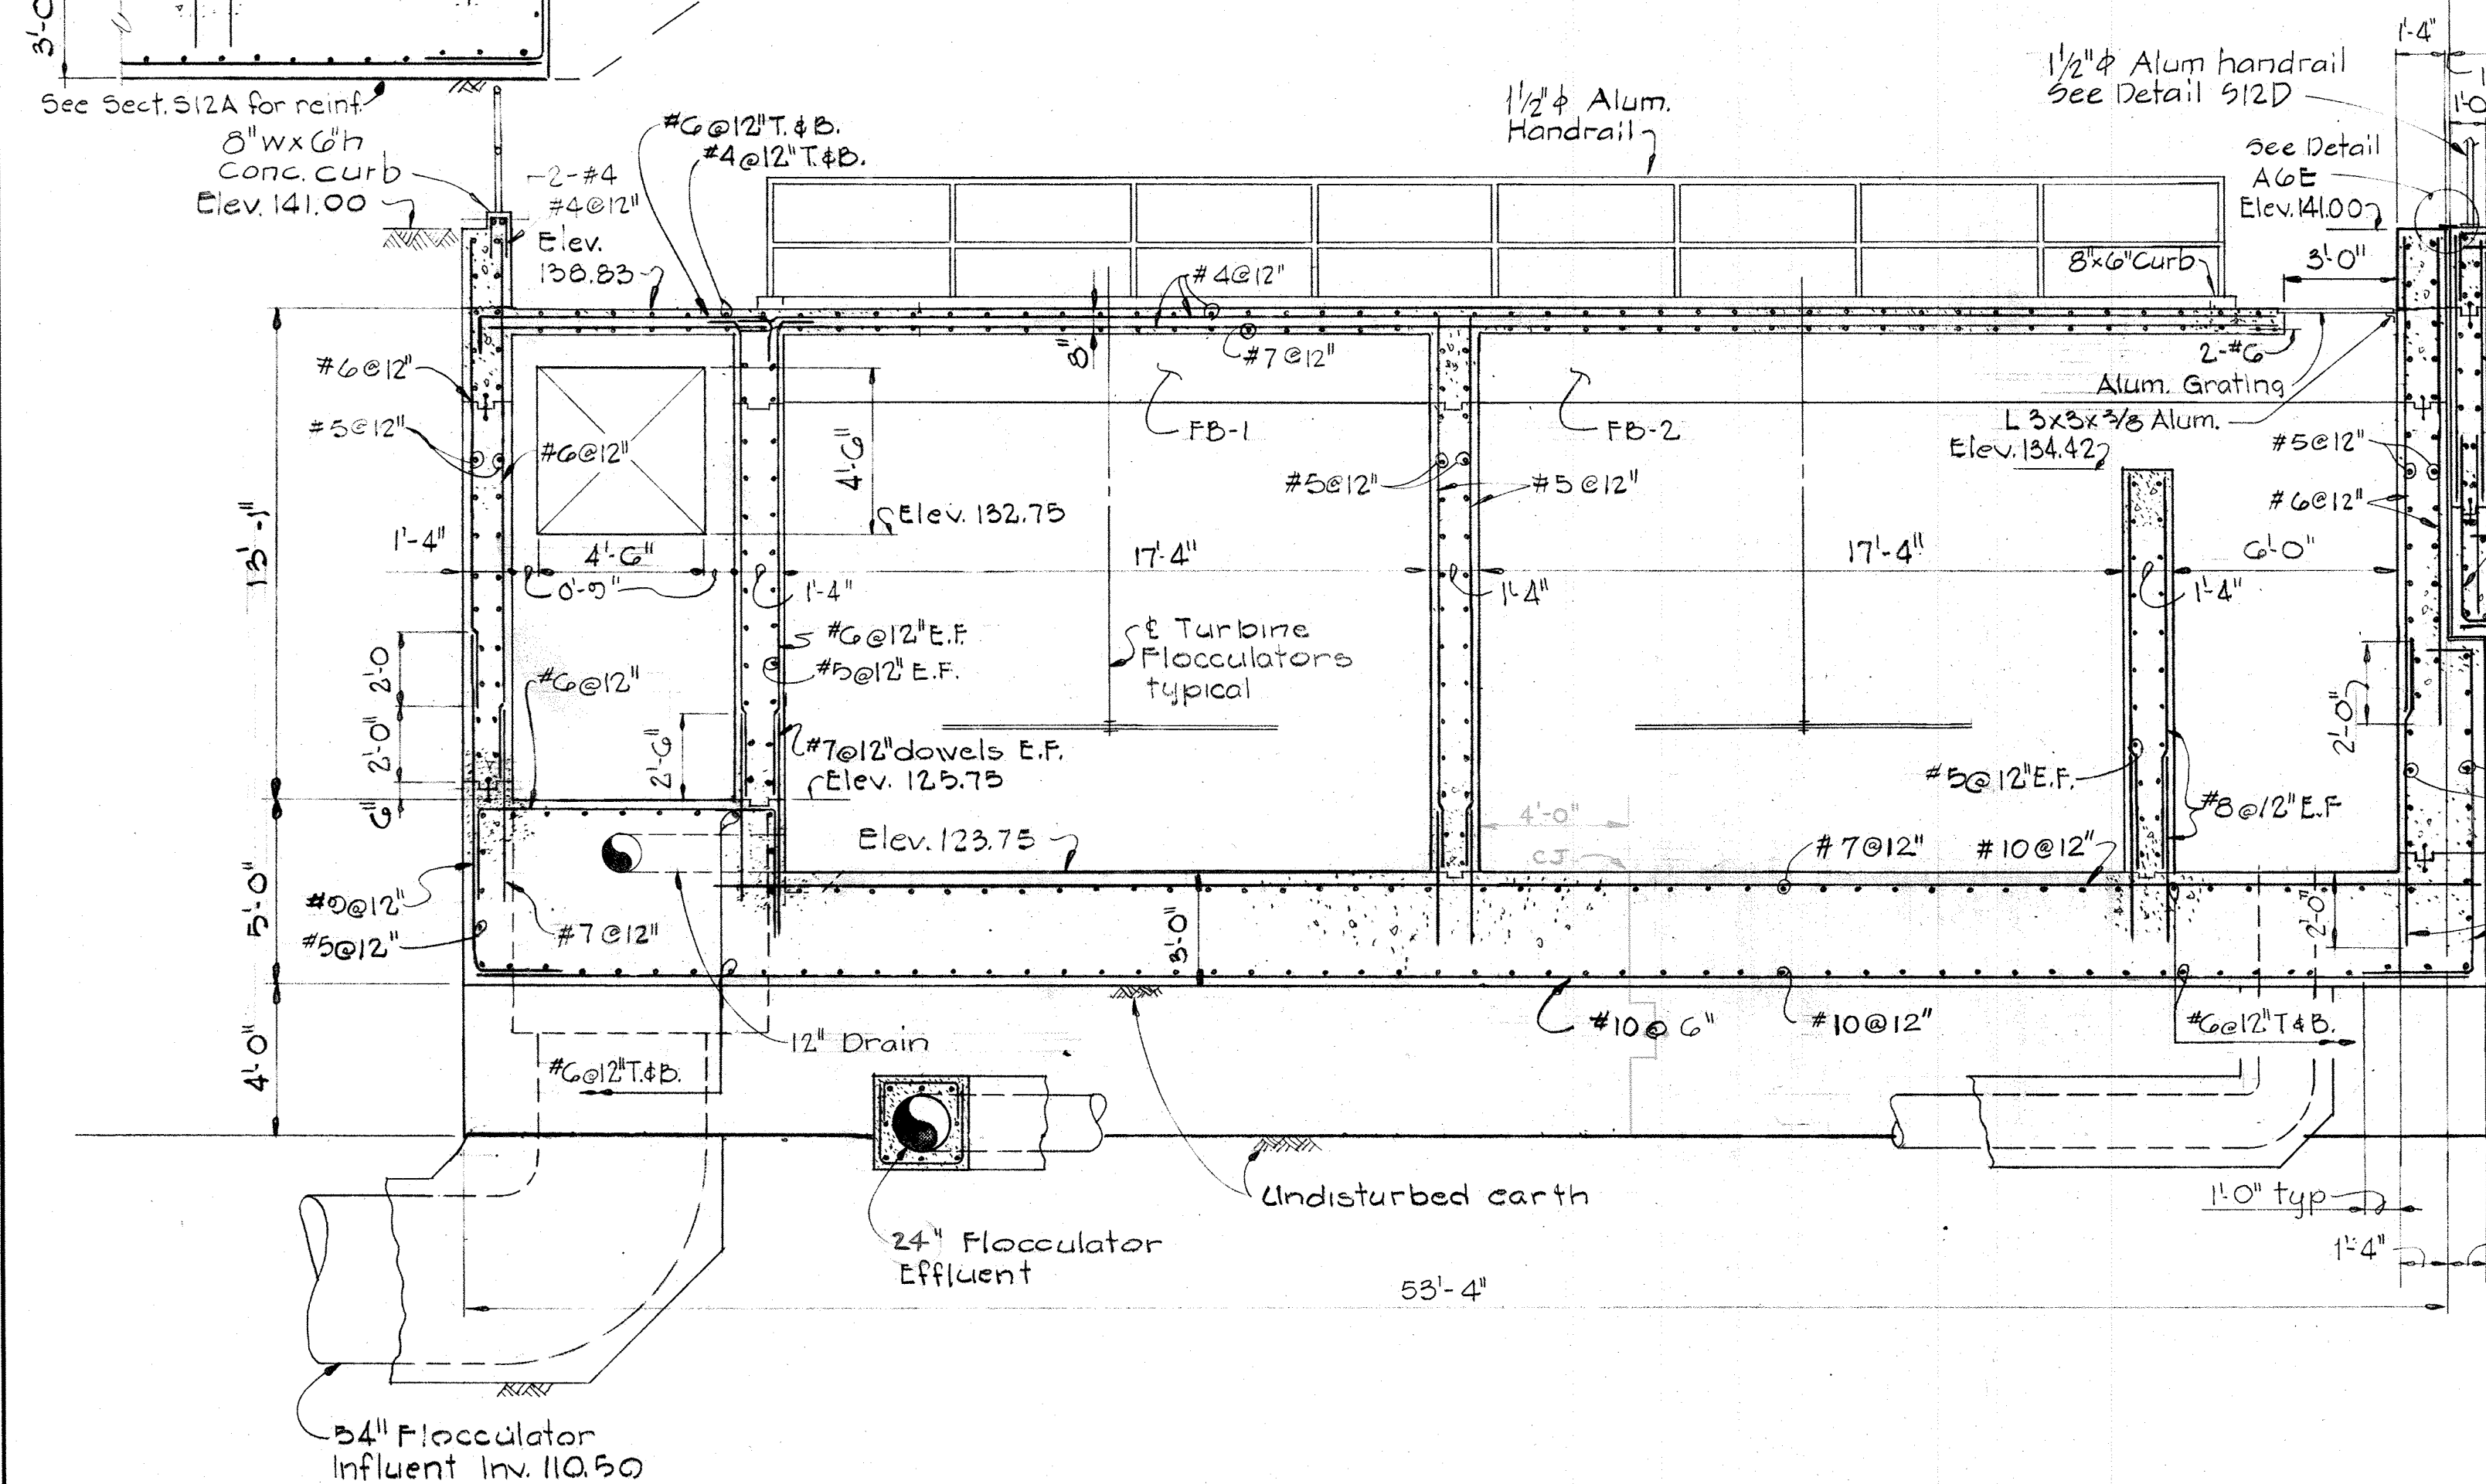 3'-0
See Sect. S12A for reinf.
8"w x 6"h
Conc. curb
Elev. 141.00
2-#4
#4@12"
Elev.
138.83
#6@12" T.&B.
#4@12" T.&B.
1½"ϕ Alum.
Handrail
1½"ϕ Alum handrail
See Detail S12D
1'-4"
1'-0
See Detail
A6E
Elev. 141.00
8"x6" Curb
3'-0"
#4@12"
8"
#7@12"
2-#6
Alum. Grating
L 3x3x3/8 Alum.
Elev. 134.42
#5@12"
#6@12"
#6@12"
#5@12"
#6@12"
4'-6"
FB-1
FB-2
#5@12"
#5@12"
Elev. 132.75
13'-1"
1'-4"
4'-6"
0'-9"
1'-4"
17'-4"
1'-4"
17'-4"
1'-4"
6'-0"
#6@12" E.F.
#5@12" E.F.
℄ Turbine
Flocculators
typical
2'-0
2'-0"
6"
#6@12"
2'-6"
#7@12" dowels E.F.
Elev. 125.75
2'-0"
#5@12" E.F.
#8@12" E.F
4'-0"
CJ
Elev. 123.75
#7@12"
#10@12"
5'-0"
#9@12"
#5@12"
#7@12"
3'-0"
2'-0"
4'-0"
12" Drain
#6@12" T.&B.
#10@6"
#10@12"
#6@12" T&B.
Undisturbed earth
1'-0" typ
1'-4"
24" Flocculator
Effluent
53'-4"
54" Flocculator
Influent Inv. 110.50